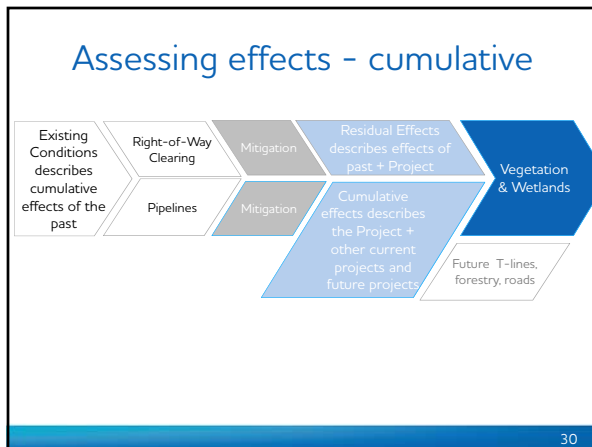 Assessing effects - cumulative
Existing
Conditions
describes
cumulative
effects of the
past
Right-of-Way
Clearing
Pipelines
Mitigation
Mitigation
Residual Effects
describes effects of
past + Project
Cumulative
effects describes
the Project +
other current
projects and
future projects
Vegetation
& Wetlands
Future T-lines,
forestry, roads
30